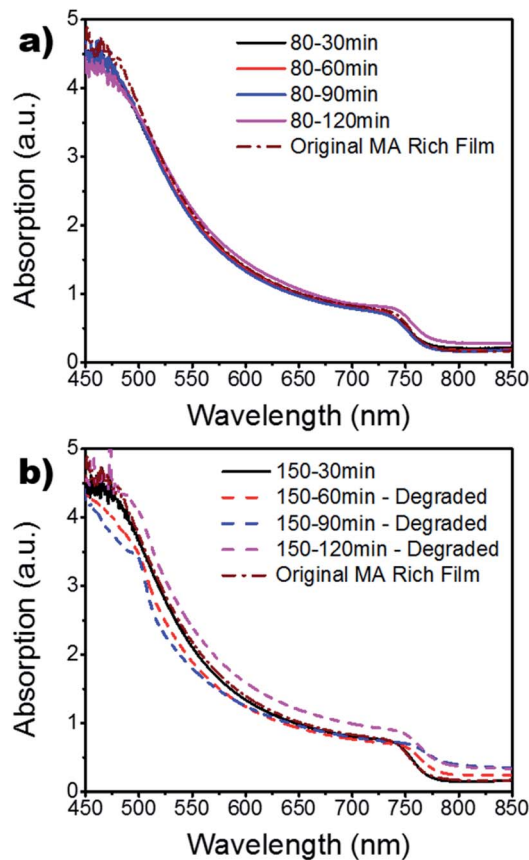 a)
5
4
3
2
1
0
Absorption (a.u.)
80-30min
80-60min
80-90min
80-120min
Original MA Rich Film
450 500 550 600 650 700 750 800 850
Wavelength (nm)
b)
5
4
3
2
1
0
Absorption (a.u.)
150-30min
150-60min - Degraded
150-90min - Degraded
150-120min - Degraded
Original MA Rich Film
450 500 550 600 650 700 750 800 850
Wavelength (nm)